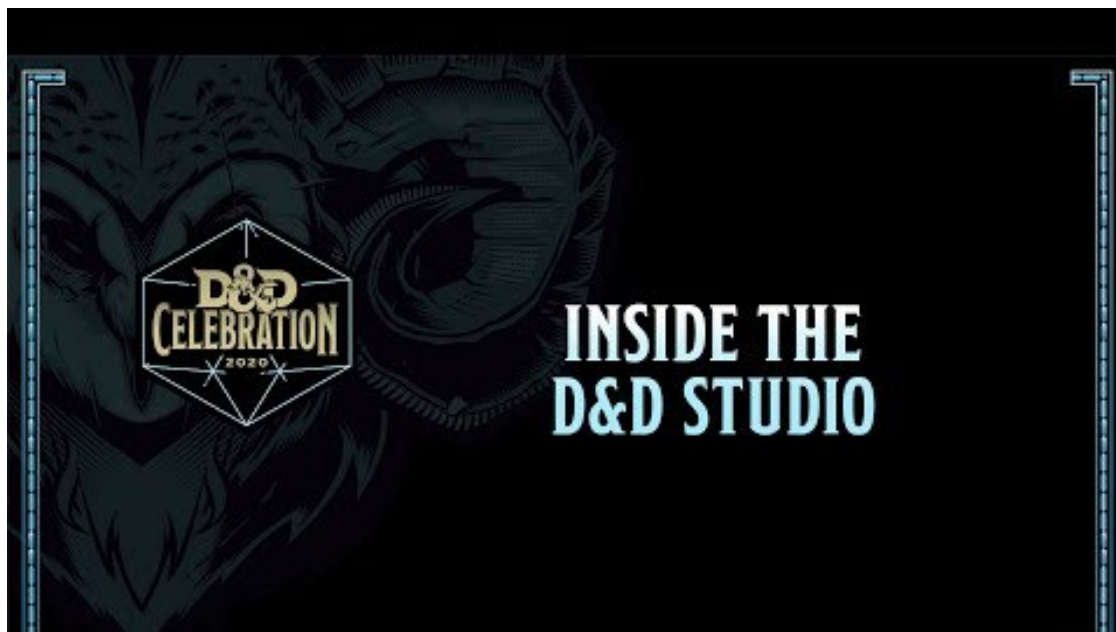 D&D
CELEBRATION
2020
INSIDE THE
D&D STUDIO